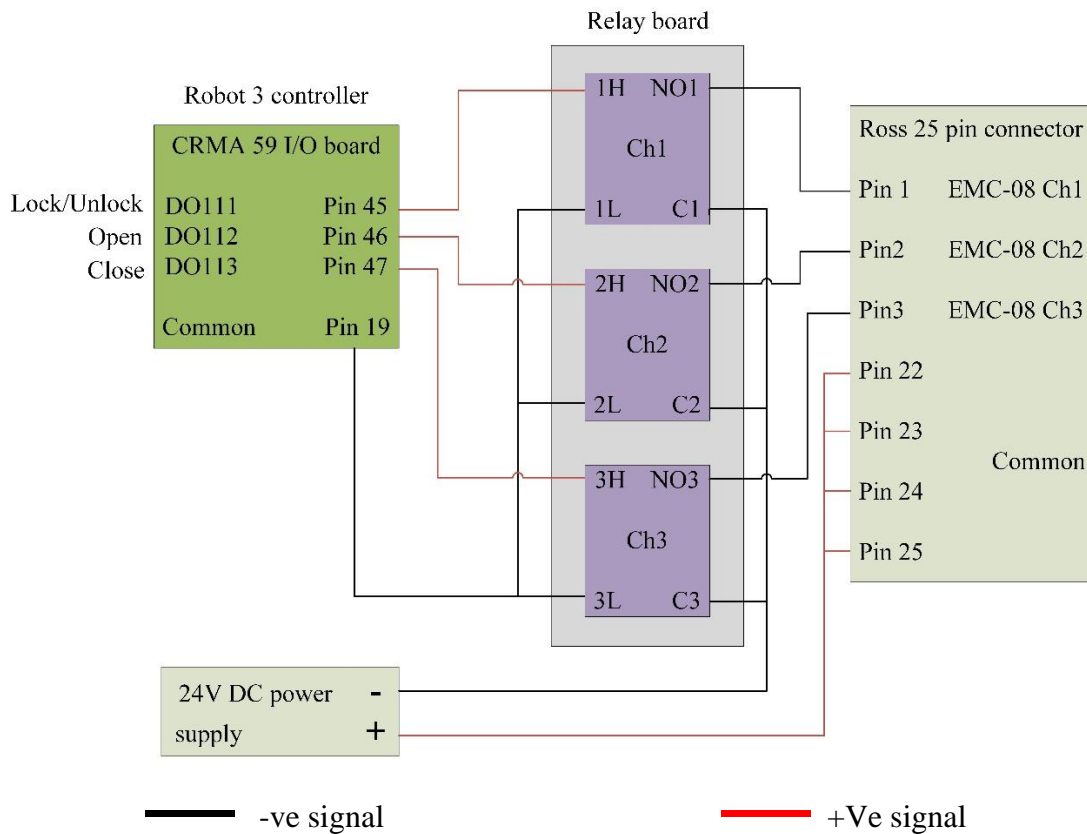 Relay board
Robot 3 controller
CRMA 59 I/O board
Lock/Unlock DO111 Pin 45
Open DO112 Pin 46
Close DO113 Pin 47
Common Pin 19
1H NO1
Ch1
1L C1
2H NO2
Ch2
2L C2
3H NO3
Ch3
3L C3
Ross 25 pin connector
Pin 1 EMC-08 Ch1
Pin2 EMC-08 Ch2
Pin3 EMC-08 Ch3
Pin 22
Pin 23
Common
Pin 24
Pin 25
24V DC power -
supply +
-ve signal
+Ve signal